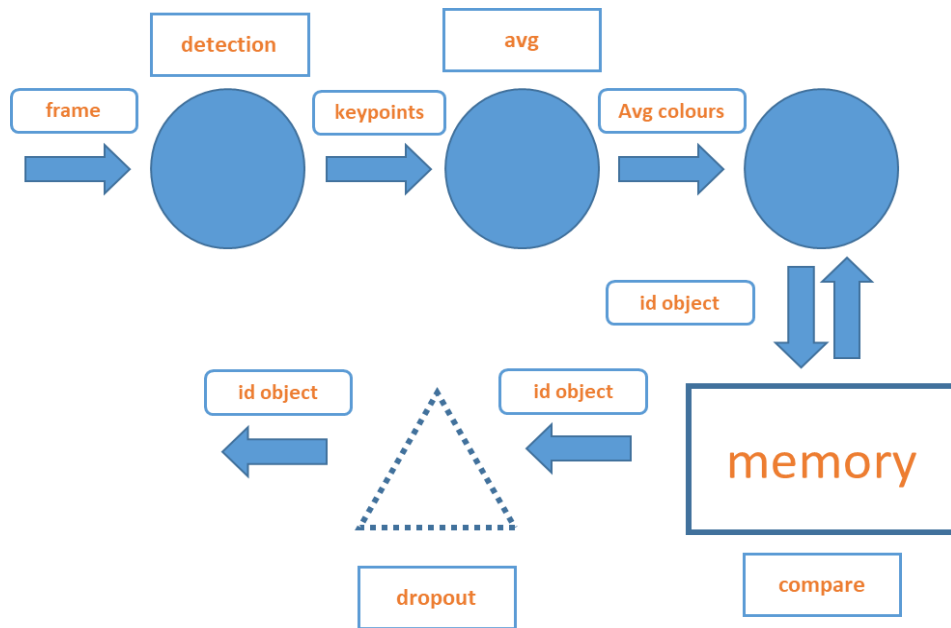 detection
avg
frame
keypoints
Avg colours
id object
id object
id object
memory
compare
dropout